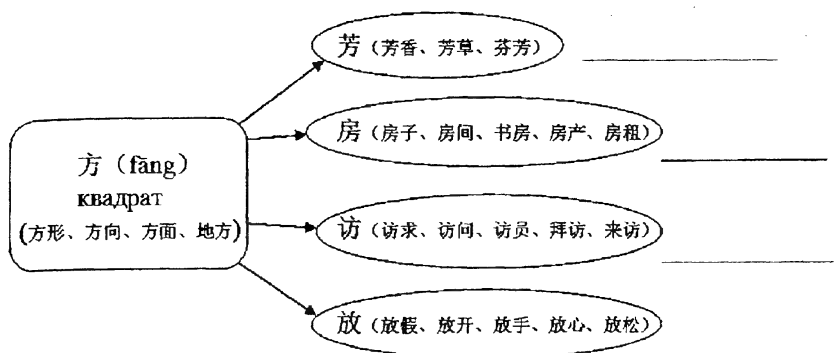 芳（芳香、芳草、芬芳）
房（房子、房间、书房、房产、房租）
方（fāng）
квадрат
(方形、方向、方面、地方)
访（访求、访问、访员、拜访、来访）
放（放假、放开、放手、放心、放松）